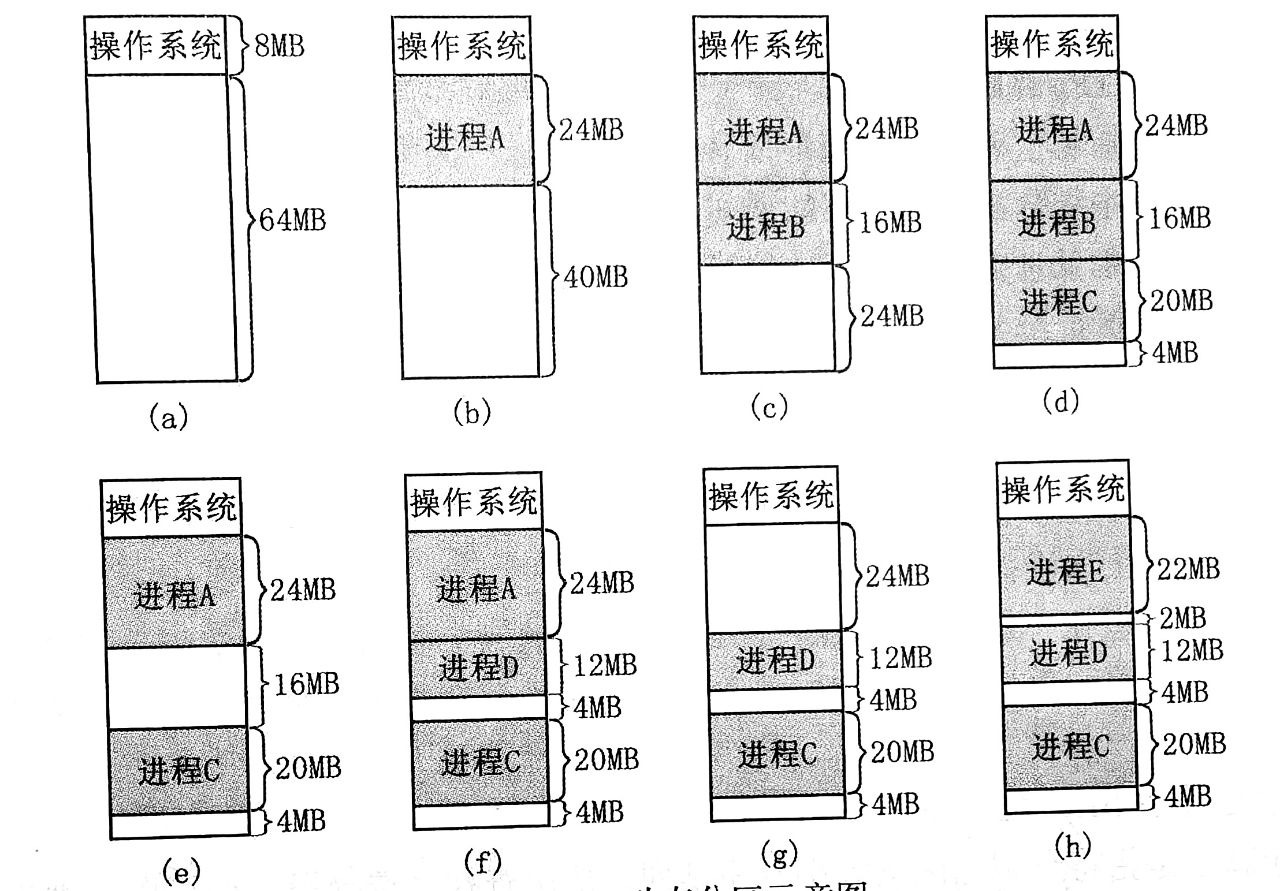 操作系统 8MB
64MB
(a)
操作系统
进程A 24MB
40MB
(b)
操作系统
进程A 24MB
进程B 16MB
24MB
(c)
操作系统
进程A 24MB
进程B 16MB
进程C 20MB
4MB
(d)
操作系统
进程A 24MB
16MB
进程C 20MB
4MB
(e)
操作系统
进程A 24MB
进程D 12MB
4MB
进程C 20MB
4MB
(f)
操作系统
24MB
进程D 12MB
4MB
进程C 20MB
4MB
(g)
操作系统
进程E 22MB
2MB
进程D 12MB
4MB
进程C 20MB
4MB
(h)